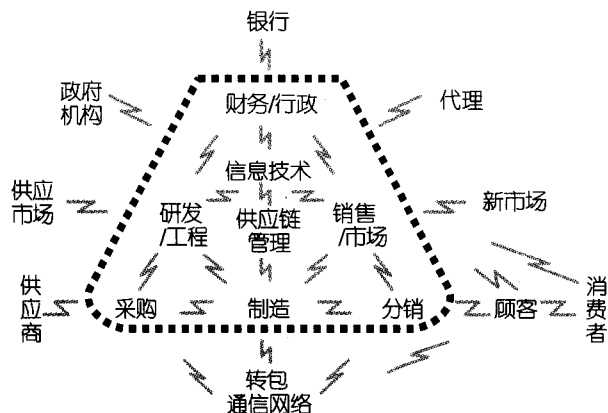 银行
政府
机构
财务/行政
代理
信息技术
供应
市场
研发
/工程
供应链
管理
销售
/市场
新市场
供
应
商
采购
制造
分销
顾客
消
费
者
转包
通信网络